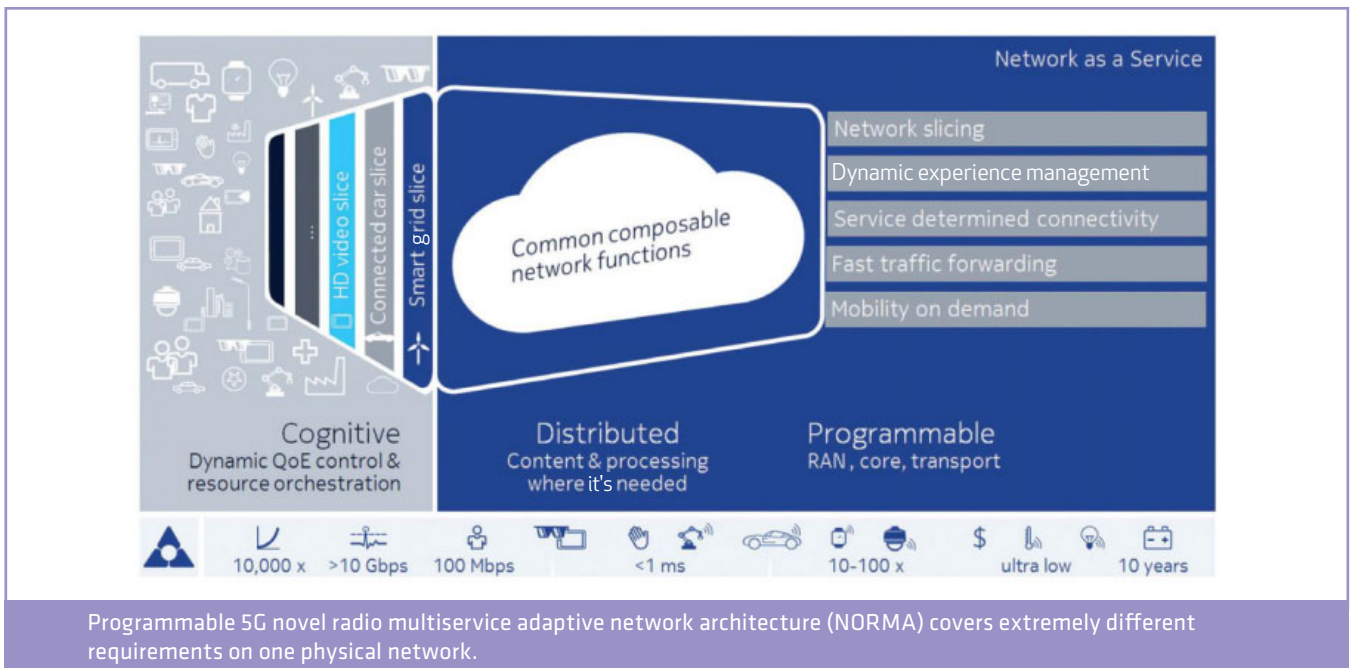 Network as a Service
Network slicing
Dynamic experience management
Service determined connectivity
Fast traffic forwarding
Mobility on demand
...
HD video slice
Connected car slice
Smart grid slice
Common composable
network functions
Cognitive
Dynamic QoE control &
resource orchestration
Distributed
Content & processing
where it's needed
Programmable
RAN, core, transport
10,000 x
>10 Gbps
100 Mbps
<1 ms
10-100 x
$
ultra low
10 years
Programmable 5G novel radio multiservice adaptive network architecture (NORMA) covers extremely different
requirements on one physical network.